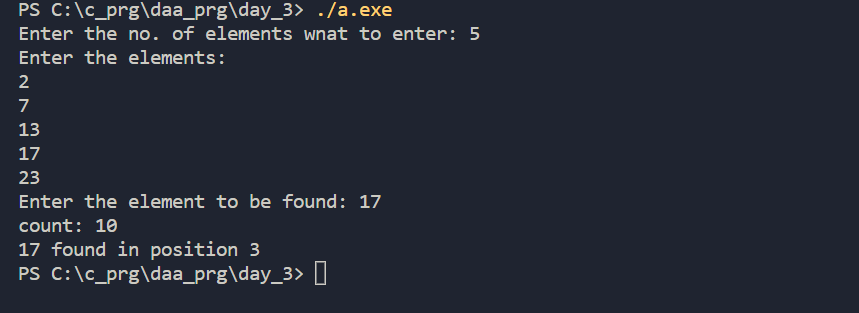 PS C:\c_prg\daa_prg\day_3> ./a.exe
Enter the no. of elements wnat to enter: 5
Enter the elements:
2
7
13
17
23
Enter the element to be found: 17
count: 10
17 found in position 3
PS C:\c_prg\daa_prg\day_3>